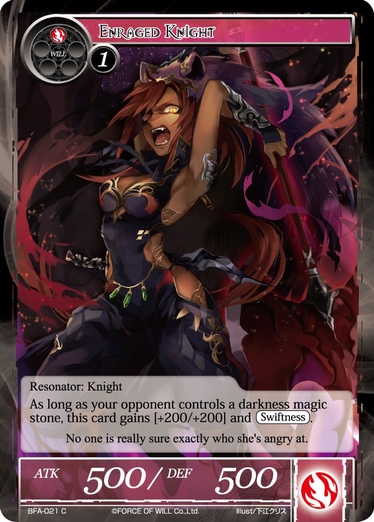 Enraged Knight
WILL
1
Resonator: Knight
As long as your opponent controls a darkness magic
stone, this card gains [+200/+200] and Swiftness.
No one is really sure exactly who she's angry at.
ATK 500 / DEF 500
BFA-021 C ©FORCE OF WILL Co.,Ltd. Illust/下江クリス